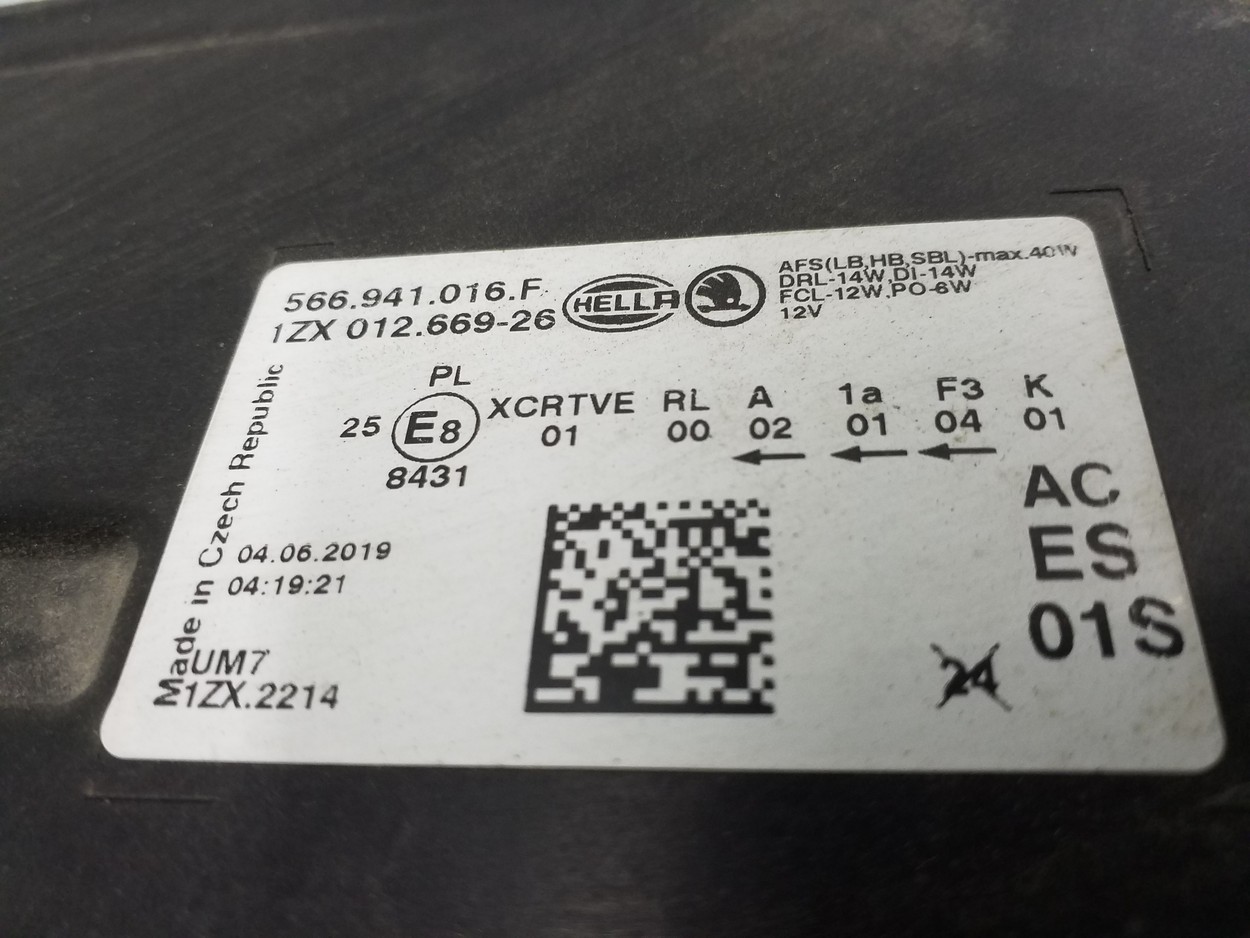 566.941.016.F
1ZX 012.669-26
HELLA
AFS(LB,HB,SBL)-max.40W
DRL-14W,DI-14W
FCL-12W,PO-6W
12V
PL
25 E8 XCRTVE RL A 1a F3 K
8431 01 00 02 01 04 01
AC
ES
01S
Made in Czech Republic
04.06.2019
04:19:21
UM7
1ZX.2214
24